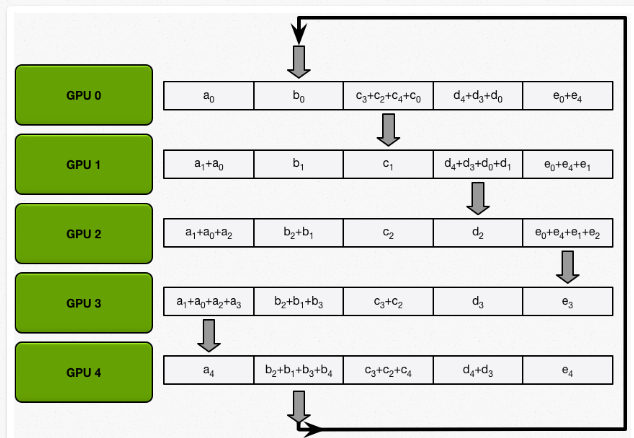 GPU 0 a₀ b₀ c₃+c₂+c₄+c₀ d₄+d₃+d₀ e₀+e₄
GPU 1 a₁+a₀ b₁ c₁ d₄+d₃+d₀+d₁ e₀+e₄+e₁
GPU 2 a₁+a₀+a₂ b₂+b₁ c₂ d₂ e₀+e₄+e₁+e₂
GPU 3 a₁+a₀+a₂+a₃ b₂+b₁+b₃ c₃+c₂ d₃ e₃
GPU 4 a₄ b₂+b₁+b₃+b₄ c₃+c₂+c₄ d₄+d₃ e₄